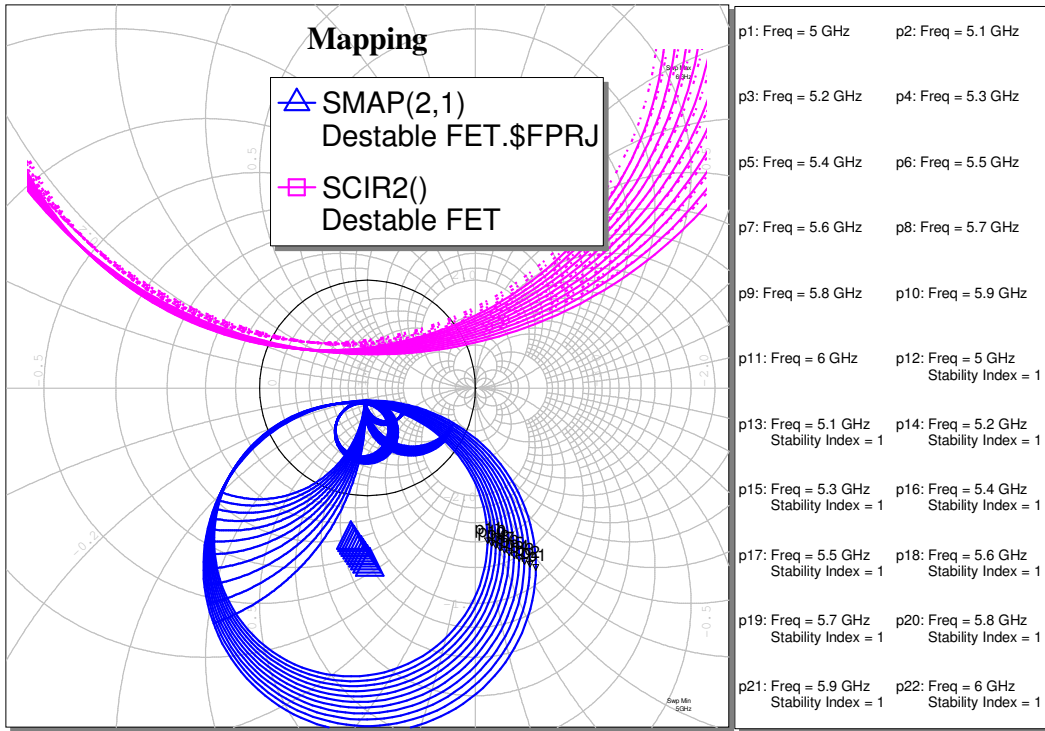 Mapping
Swp Max
6GHz
SMAP(2,1)
Destable FET.$FPRJ
SCIR2()
Destable FET
0.5
2.0
-0.5
0
-2.0
-0.2
-0.5
Swp Min
5GHz
p1: Freq = 5 GHz
p2: Freq = 5.1 GHz
p3: Freq = 5.2 GHz
p4: Freq = 5.3 GHz
p5: Freq = 5.4 GHz
p6: Freq = 5.5 GHz
p7: Freq = 5.6 GHz
p8: Freq = 5.7 GHz
p9: Freq = 5.8 GHz
p10: Freq = 5.9 GHz
p11: Freq = 6 GHz
p12: Freq = 5 GHz
Stability Index = 1
p13: Freq = 5.1 GHz
Stability Index = 1
p14: Freq = 5.2 GHz
Stability Index = 1
p15: Freq = 5.3 GHz
Stability Index = 1
p16: Freq = 5.4 GHz
Stability Index = 1
p17: Freq = 5.5 GHz
Stability Index = 1
p18: Freq = 5.6 GHz
Stability Index = 1
p19: Freq = 5.7 GHz
Stability Index = 1
p20: Freq = 5.8 GHz
Stability Index = 1
p21: Freq = 5.9 GHz
Stability Index = 1
p22: Freq = 6 GHz
Stability Index = 1